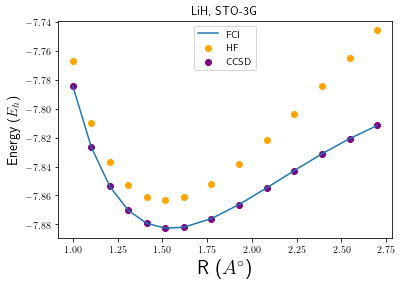 LiH, STO-3G
FCI
HF
CCSD
Energy (E_h)
−7.74
−7.76
−7.78
−7.80
−7.82
−7.84
−7.86
−7.88
1.00 1.25 1.50 1.75 2.00 2.25 2.50 2.75
R (A°)